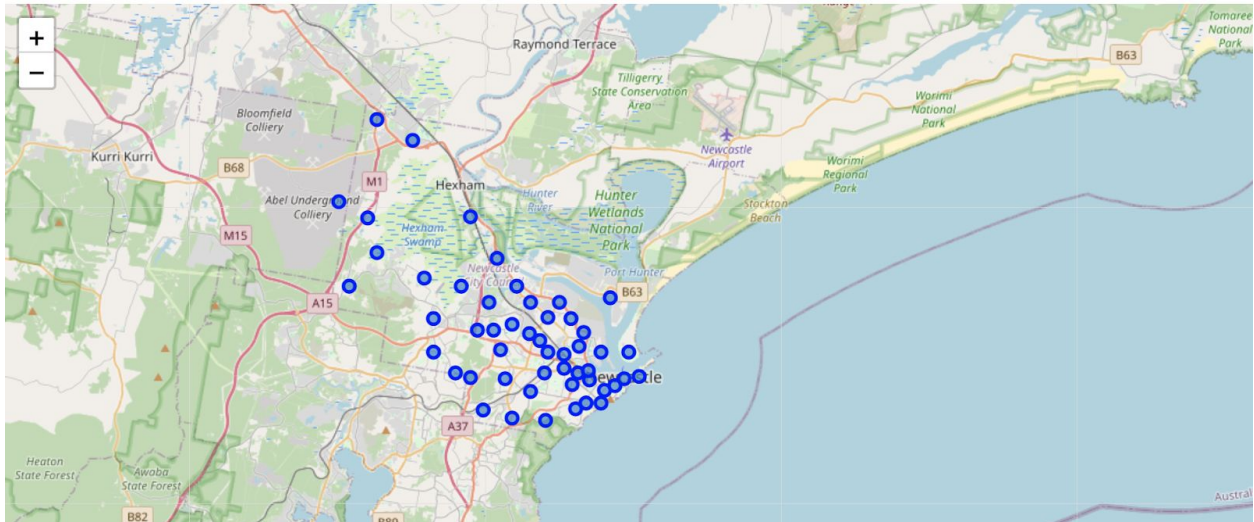 +
−
Raymond Terrace
Tomaree
National
Park
B63
Tilligerry
State Conservation
Area
Worimi
National
Park
Bloomfield
Colliery
Newcastle
Airport
Kurri Kurri
B68
Worimi
Regional
Park
M1
Hexham
Abel Underground
Colliery
Hunter
River
Hunter
Wetlands
National
Park
Stockton
Beach
M15
Hexham
Swamp
Newcastle
City Council
Port Hunter
B63
A15
Newcastle
A37
Heaton
State Forest
Awaba
State Forest
B82
B89
Austral